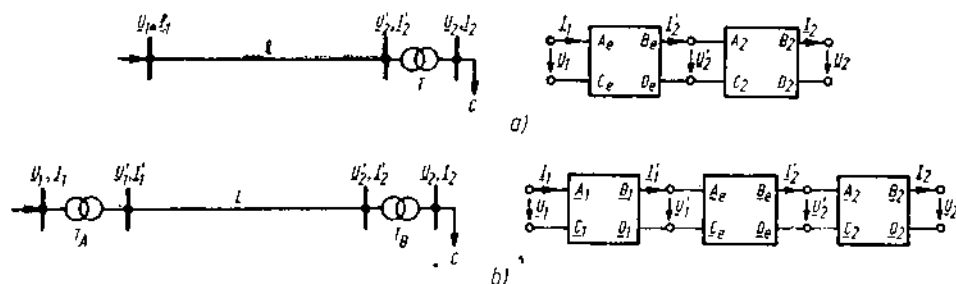 U₁, I₁ U₂', I₂' U₂, I₂
ℓ
T
C
I₁ I₂' I₂
U₁ U₂' U₂
Aₑ Bₑ A₂ B₂
Cₑ Dₑ C₂ D₂
a)
U₁, I₁ U₁', I₁' U₂', I₂' U₂, I₂
T_A T_B
C
I₁ I₁' I₂' I₂
U₁ U₁' U₂' U₂
A₁ B₁ Aₑ Bₑ A₂ B₂
C₁ D₁ Cₑ Dₑ C₂ D₂
b)